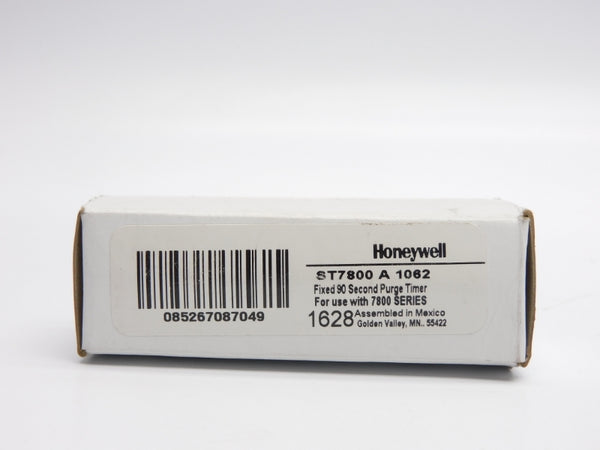 Honeywell
ST7800 A 1062
Fixed 90 Second Purge Timer
For use with 7800 SERIES
1628 Assembled in Mexico
Golden Valley, MN.. 55422
085267087049